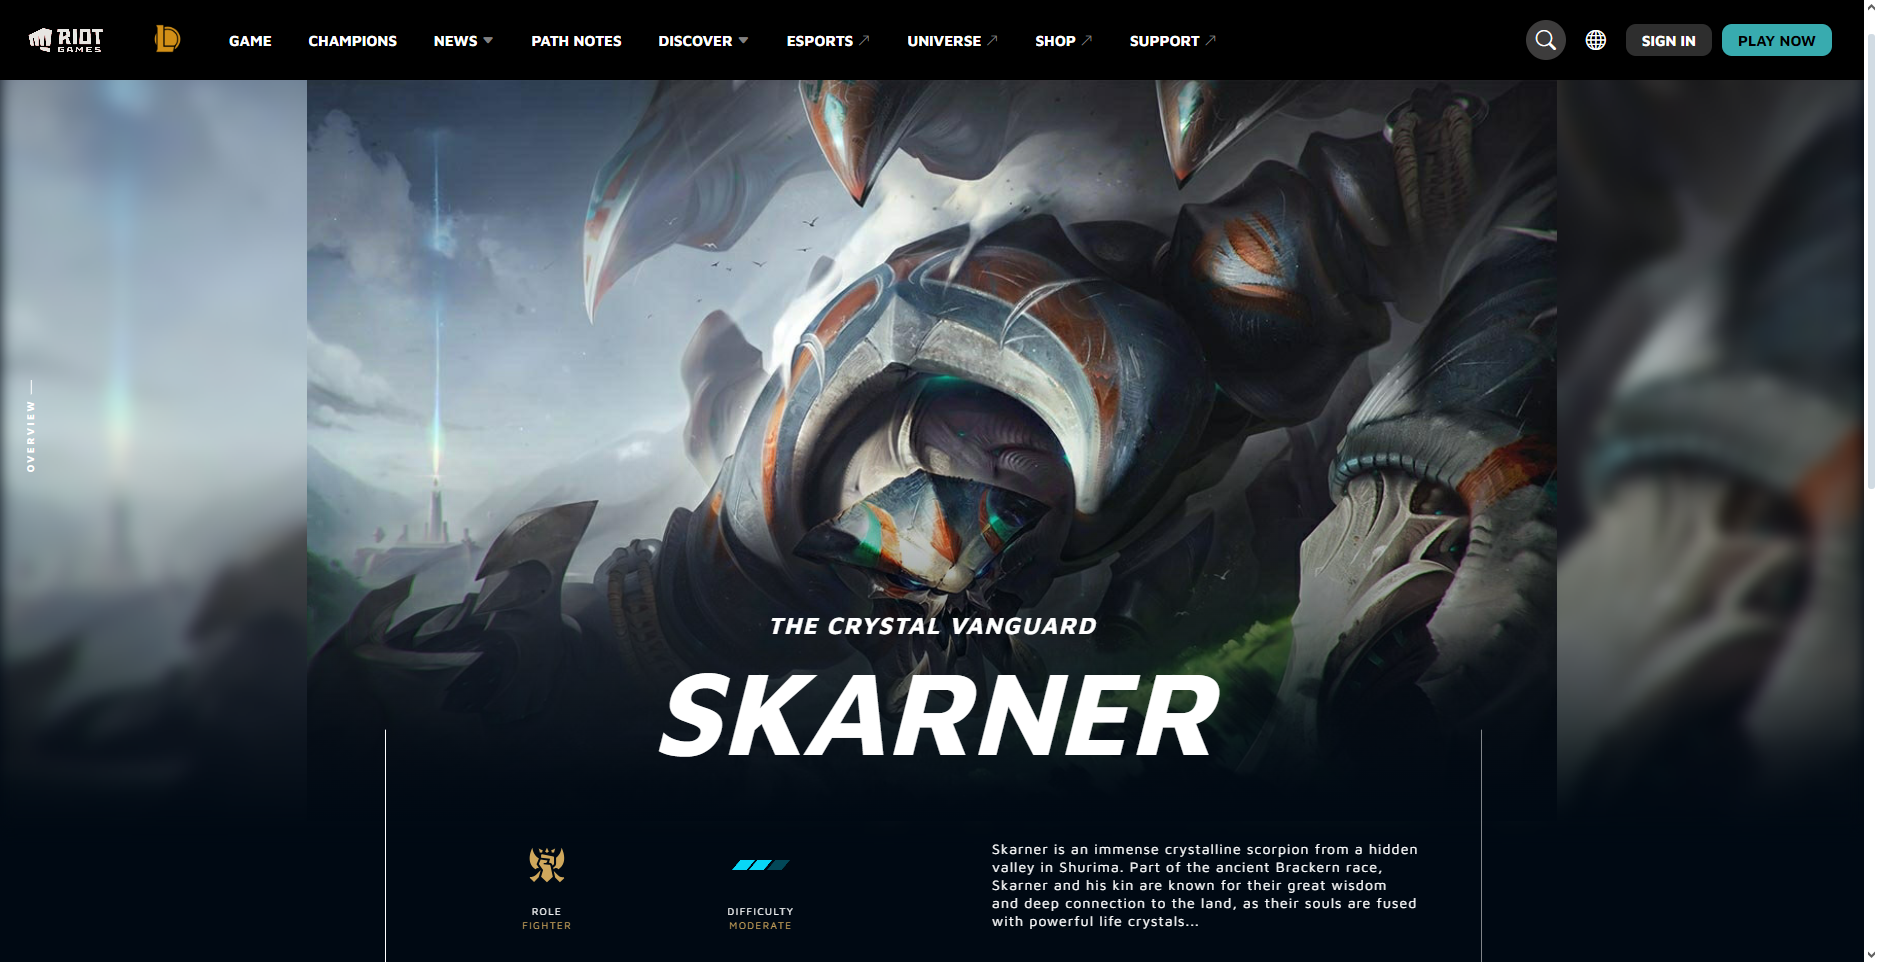 RIOT
GAMES
GAME
CHAMPIONS
NEWS
PATH NOTES
DISCOVER
ESPORTS
UNIVERSE
SHOP
SUPPORT
SIGN IN
PLAY NOW
OVERVIEW
THE CRYSTAL VANGUARD
SKARNER
ROLE
FIGHTER
DIFFICULTY
MODERATE
Skarner is an immense crystalline scorpion from a hidden
valley in Shurima. Part of the ancient Brackern race,
Skarner and his kin are known for their great wisdom
and deep connection to the land, as their souls are fused
with powerful life crystals...